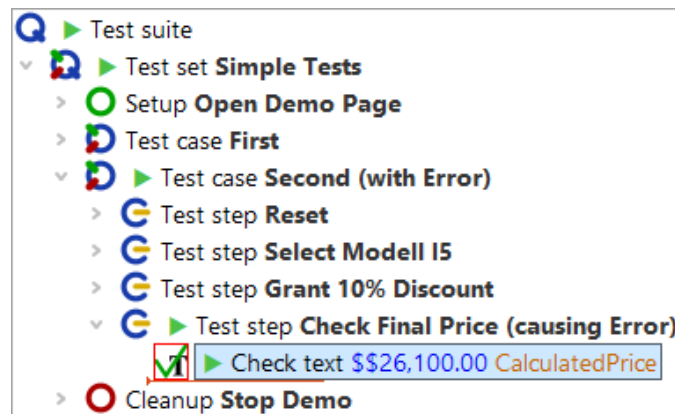 Test suite
Test set Simple Tests
Setup Open Demo Page
Test case First
Test case Second (with Error)
Test step Reset
Test step Select Modell I5
Test step Grant 10% Discount
Test step Check Final Price (causing Error)
Check text $$26,100.00 CalculatedPrice
Cleanup Stop Demo